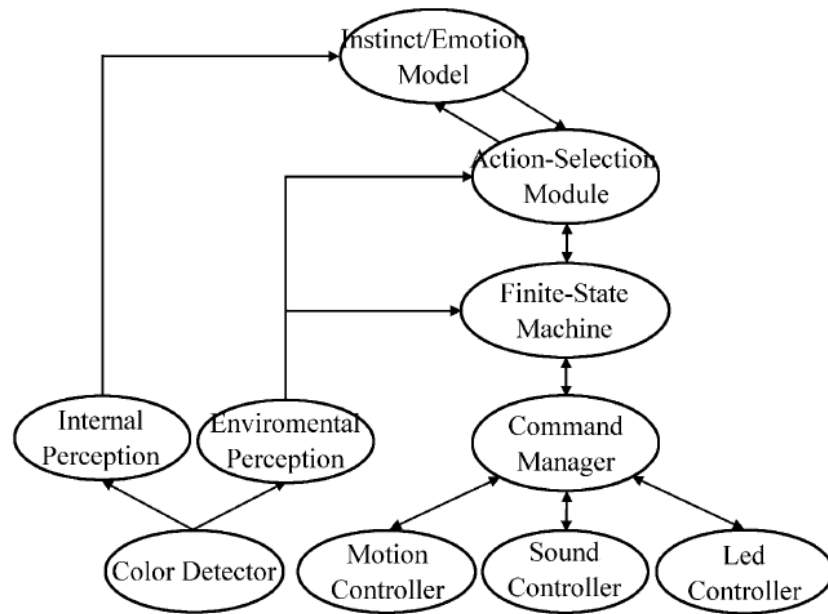 Instinct/Emotion
Model
Action-Selection
Module
Finite-State
Machine
Internal
Perception
Enviromental
Perception
Command
Manager
Color Detector
Motion
Controller
Sound
Controller
Led
Controller